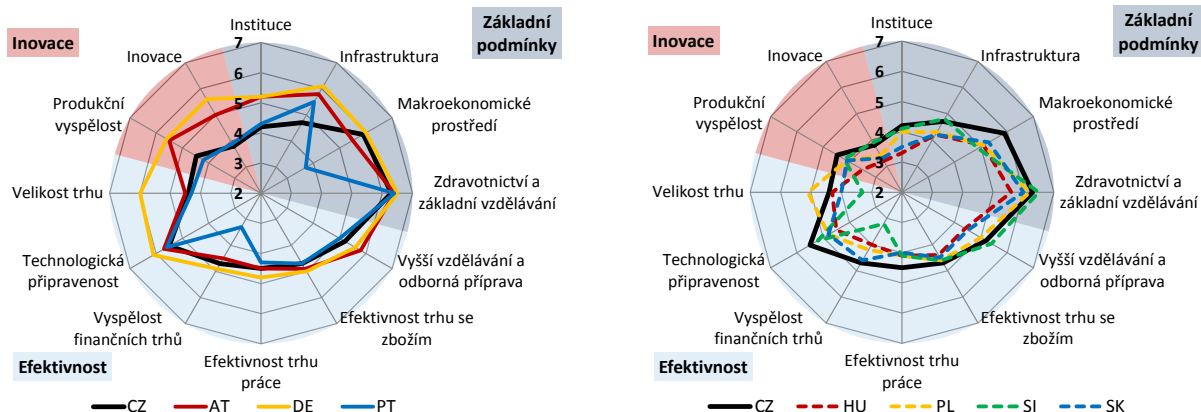 Inovace
Základní
podmínky
Efektivnost
7
6
5
4
3
2
Instituce
Infrastruktura
Makroekonomické
prostředí
Zdravotnictví a
základní vzdělávání
Vyšší vzdělávání a
odborná příprava
Efektivnost trhu se
zbožím
Efektivnost trhu
práce
Vyspělost
finančních trhů
Technologická
připravenost
Velikost trhu
Produkční
vyspělost
Inovace
CZ AT DE PT
Inovace
Základní
podmínky
Efektivnost
7
6
5
4
3
2
Instituce
Infrastruktura
Makroekonomické
prostředí
Zdravotnictví a
základní vzdělávání
Vyšší vzdělávání a
odborná příprava
Efektivnost trhu se
zbožím
Efektivnost trhu
práce
Vyspělost
finančních trhů
Technologická
připravenost
Velikost trhu
Produkční
vyspělost
Inovace
CZ HU PL SI SK